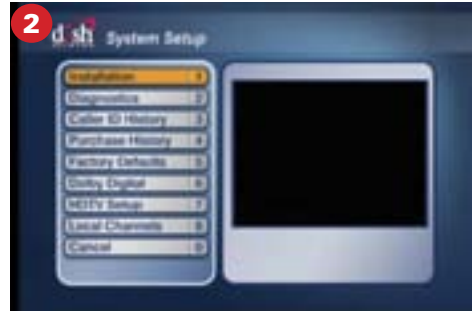 2
dish System Setup
Installation 1
Diagnostics 2
Caller ID History 3
Purchase History 4
Factory Defaults 5
Dolby Digital 6
HDTV Setup 7
Local Channels 8
Cancel 0